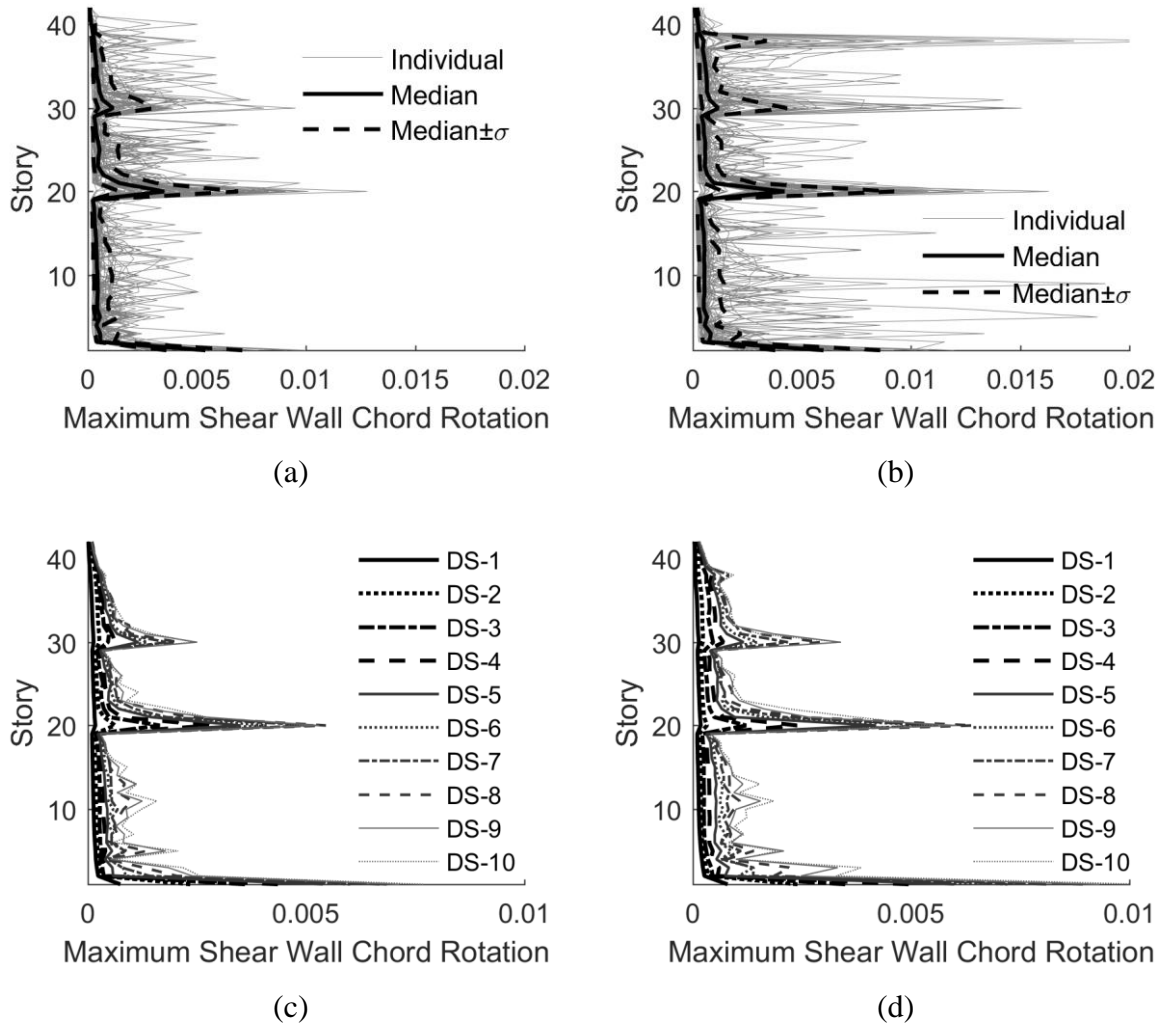 40
30
20
10
Story
Individual
Median
Median±σ
0 0.005 0.01 0.015 0.02
Maximum Shear Wall Chord Rotation
(a)
40
30
20
10
Story
Individual
Median
Median±σ
0 0.005 0.01 0.015 0.02
Maximum Shear Wall Chord Rotation
(b)
40
30
20
10
Story
DS-1
DS-2
DS-3
DS-4
DS-5
DS-6
DS-7
DS-8
DS-9
DS-10
0 0.005 0.01
Maximum Shear Wall Chord Rotation
(c)
40
30
20
10
Story
DS-1
DS-2
DS-3
DS-4
DS-5
DS-6
DS-7
DS-8
DS-9
DS-10
0 0.005 0.01
Maximum Shear Wall Chord Rotation
(d)